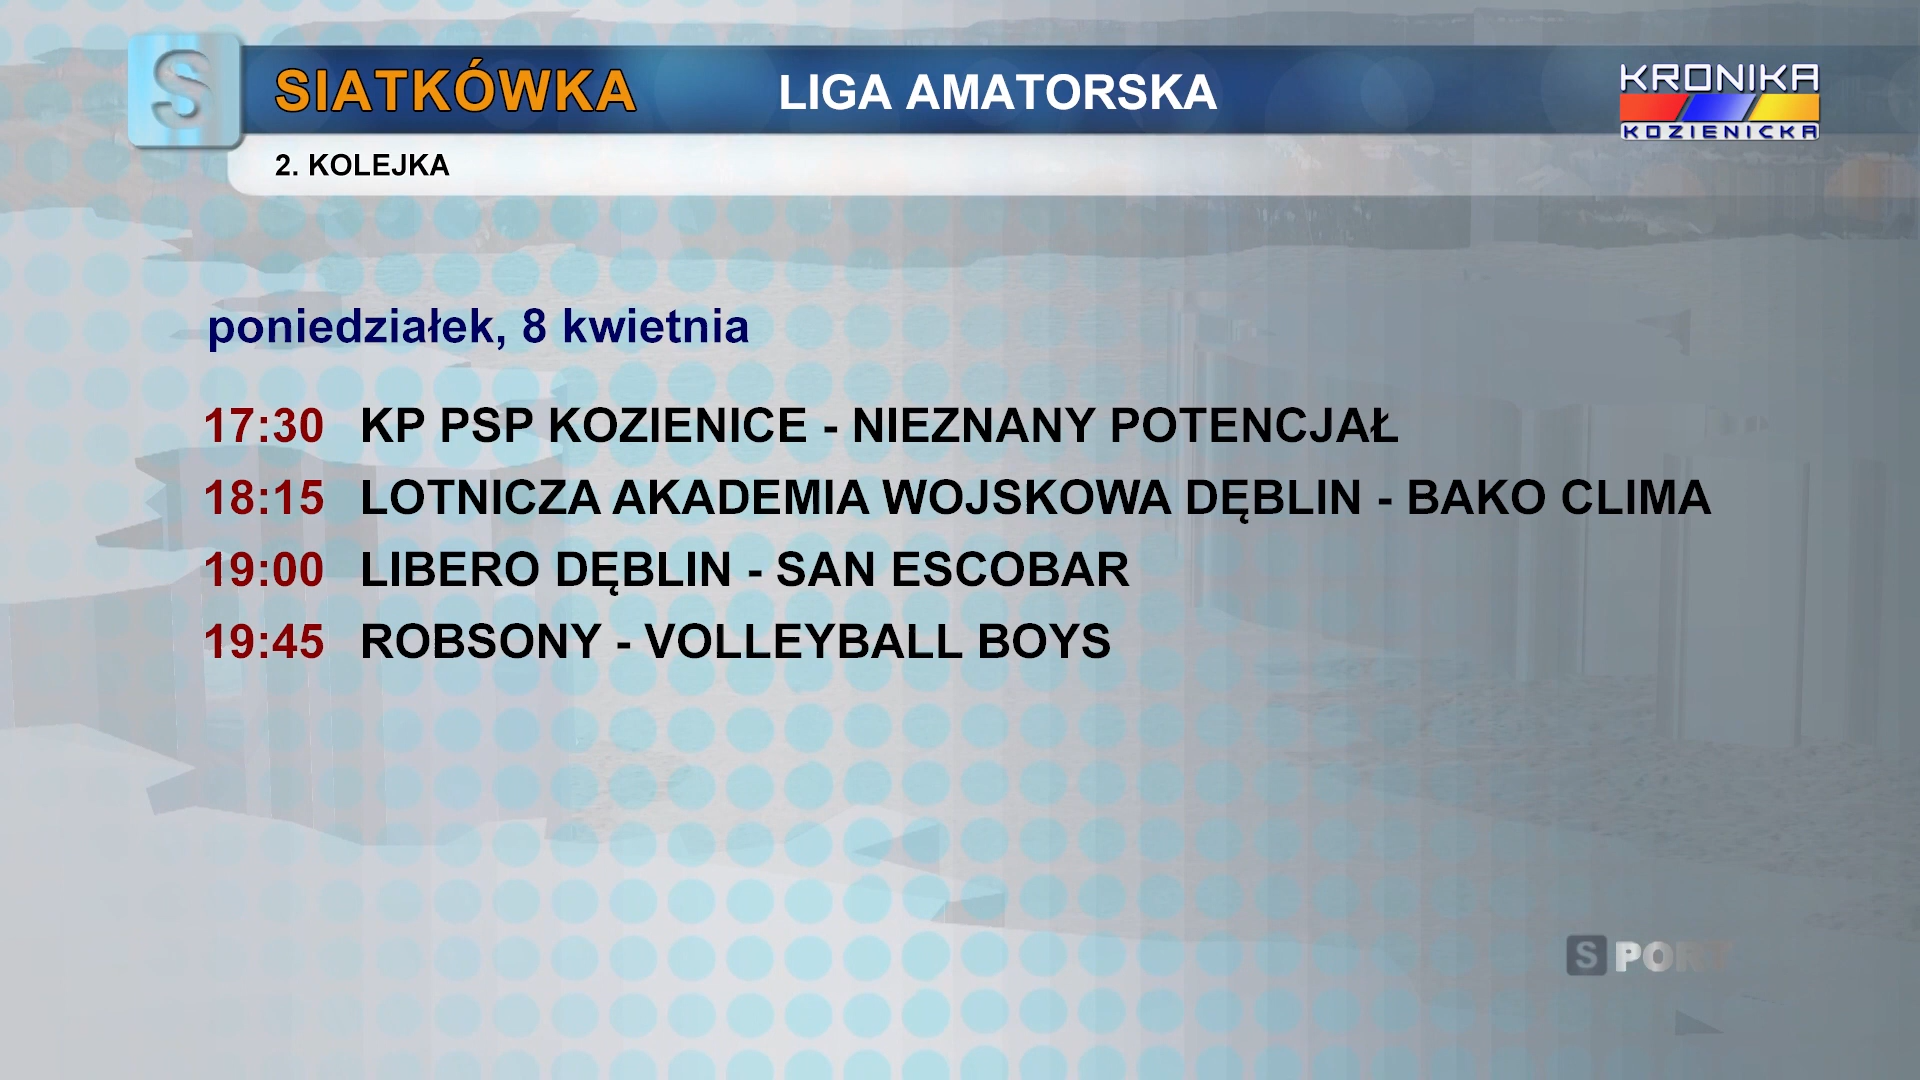 S SIATKÓWKA LIGA AMATORSKA
KRONIKA
KOZIENICKA
2. KOLEJKA
poniedziałek, 8 kwietnia
17:30 KP PSP KOZIENICE - NIEZNANY POTENCJAŁ
18:15 LOTNICZA AKADEMIA WOJSKOWA DĘBLIN - BAKO CLIMA
19:00 LIBERO DĘBLIN - SAN ESCOBAR
19:45 ROBSONY - VOLLEYBALL BOYS
SPORT